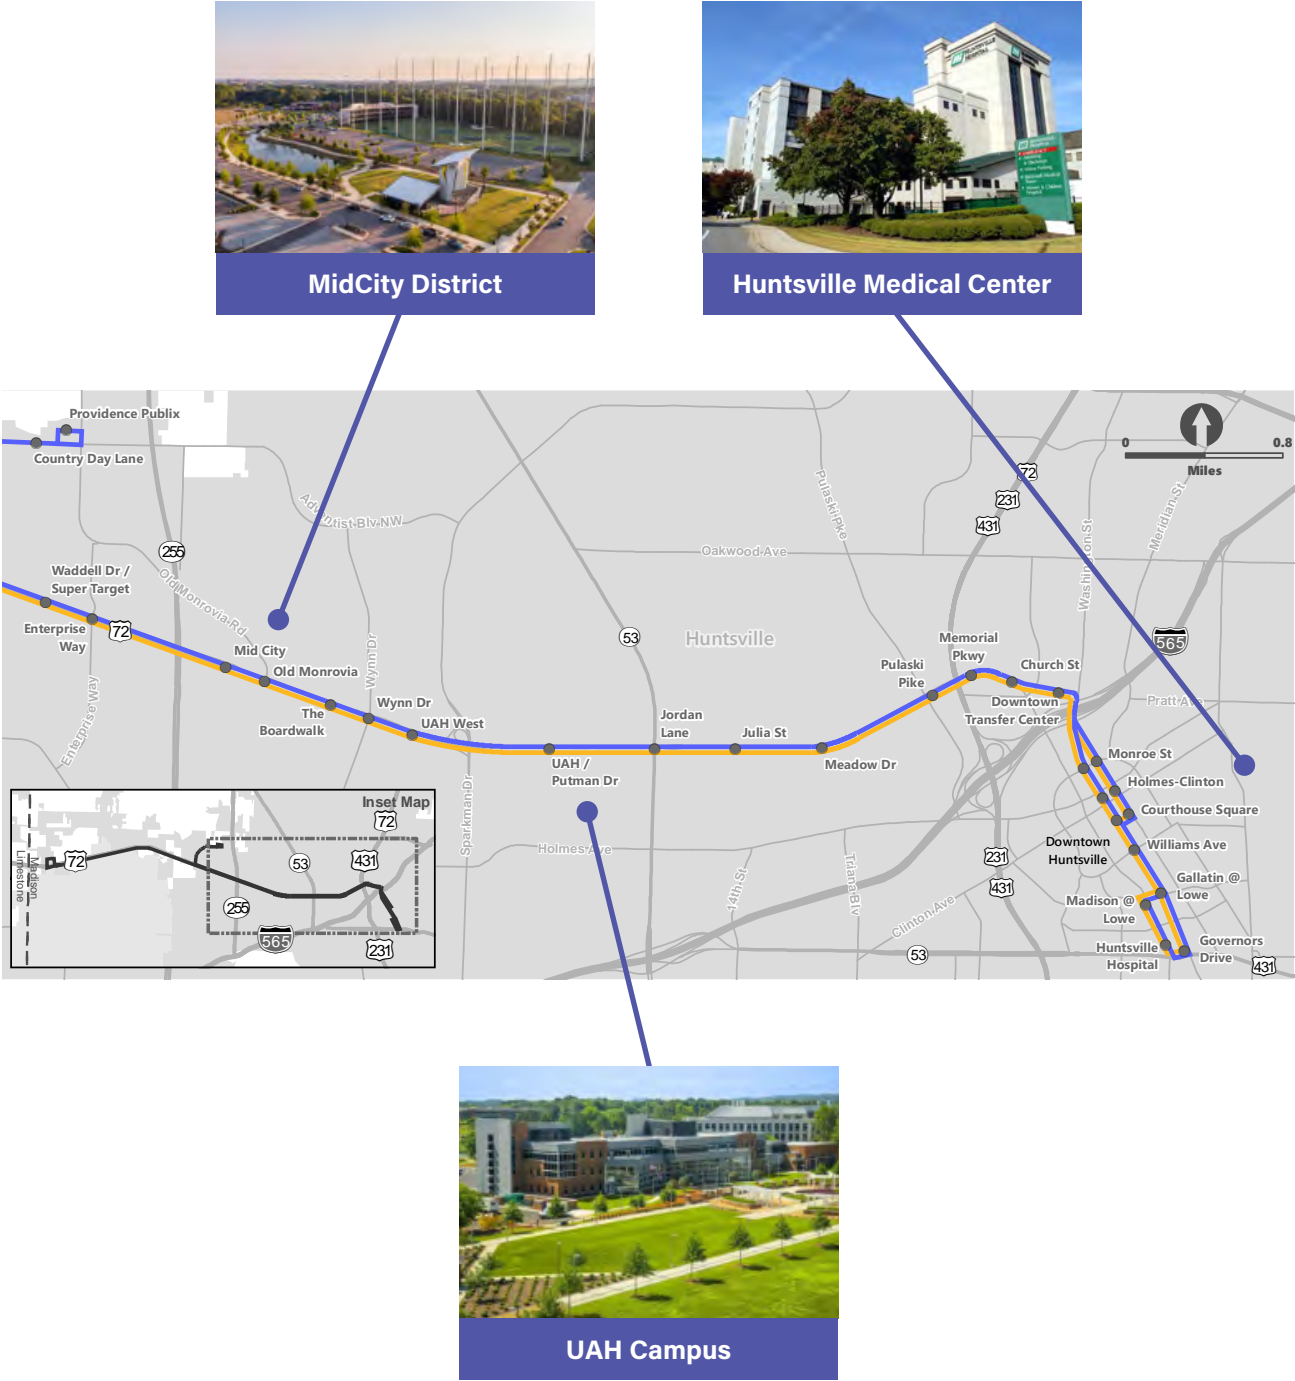 HUNTSVILLE
HOSPITAL
MidCity District
Huntsville Medical Center
Providence Publix
Country Day Lane
0
0.8
Miles
72
231
431
Pulaski Pke
Meridian St
Washington St
Adventist Blv NW
Oakwood Ave
255
Waddell Dr /
Super Target
Old Monrovia Rd
Enterprise
Way
72
53
Huntsville
565
Mid City
Wynn Dr
Memorial
Pkwy
Church St
Old Monrovia
Pulaski
Pike
Enterprise Way
The
Boardwalk
Wynn Dr
UAH West
Jordan
Lane
Julia St
Downtown
Transfer Center
Pratt Ave
UAH /
Putman Dr
Meadow Dr
Monroe St
Holmes-Clinton
Courthouse Square
Sparkman Dr
Holmes Ave
Downtown
Huntsville
Williams Ave
231
431
14th St
Triana Blv
Clinton Ave
Gallatin @
Lowe
Madison @
Lowe
Huntsville
Hospital
Governors
Drive
53
431
Inset Map
72
Limestone
Madison
72
53
431
255
565
231
UAH Campus